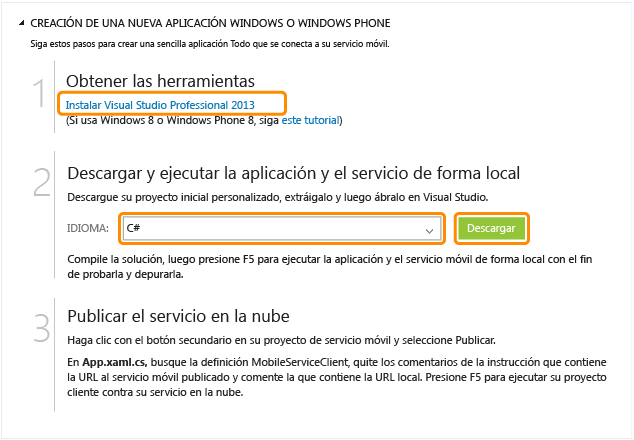 CREACIÓN DE UNA NUEVA APLICACIÓN WINDOWS O WINDOWS PHONE
Siga estos pasos para crear una sencilla aplicación Todo que se conecta a su servicio móvil.
1
Obtener las herramientas
Instalar Visual Studio Professional 2013
(Si usa Windows 8 o Windows Phone 8, siga este tutorial)
2
Descargar y ejecutar la aplicación y el servicio de forma local
Descargue su proyecto inicial personalizado, extráigalo y luego ábralo en Visual Studio.
IDIOMA: C# Descargar
Compile la solución, luego presione F5 para ejecutar la aplicación y el servicio móvil de forma local con el fin
de probarla y depurarla.
3
Publicar el servicio en la nube
Haga clic con el botón secundario en su proyecto de servicio móvil y seleccione Publicar.
En App.xaml.cs, busque la definición MobileServiceClient, quite los comentarios de la instrucción que contiene
la URL al servicio móvil publicado y comente la que contiene la URL local. Presione F5 para ejecutar su proyecto
cliente contra su servicio en la nube.